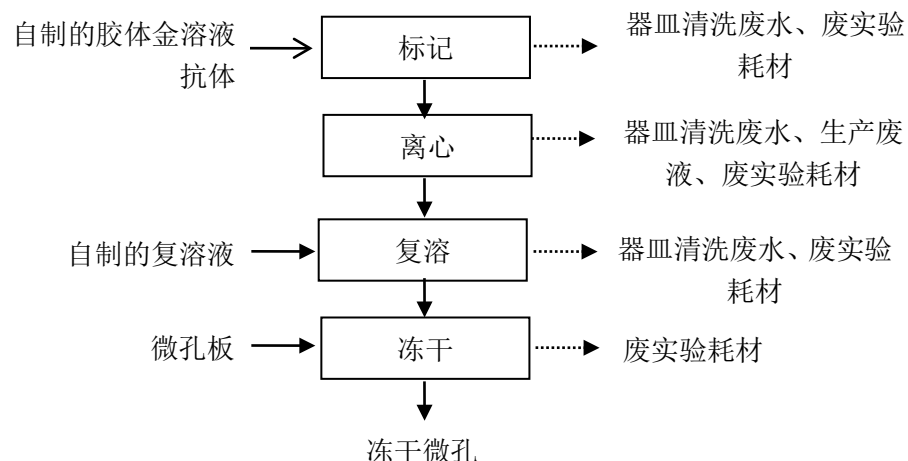 自制的胶体金溶液
抗体
标记
器皿清洗废水、废实验
耗材
离心
器皿清洗废水、生产废
液、废实验耗材
自制的复溶液
复溶
器皿清洗废水、废实验
耗材
微孔板
冻干
废实验耗材
冻干微孔